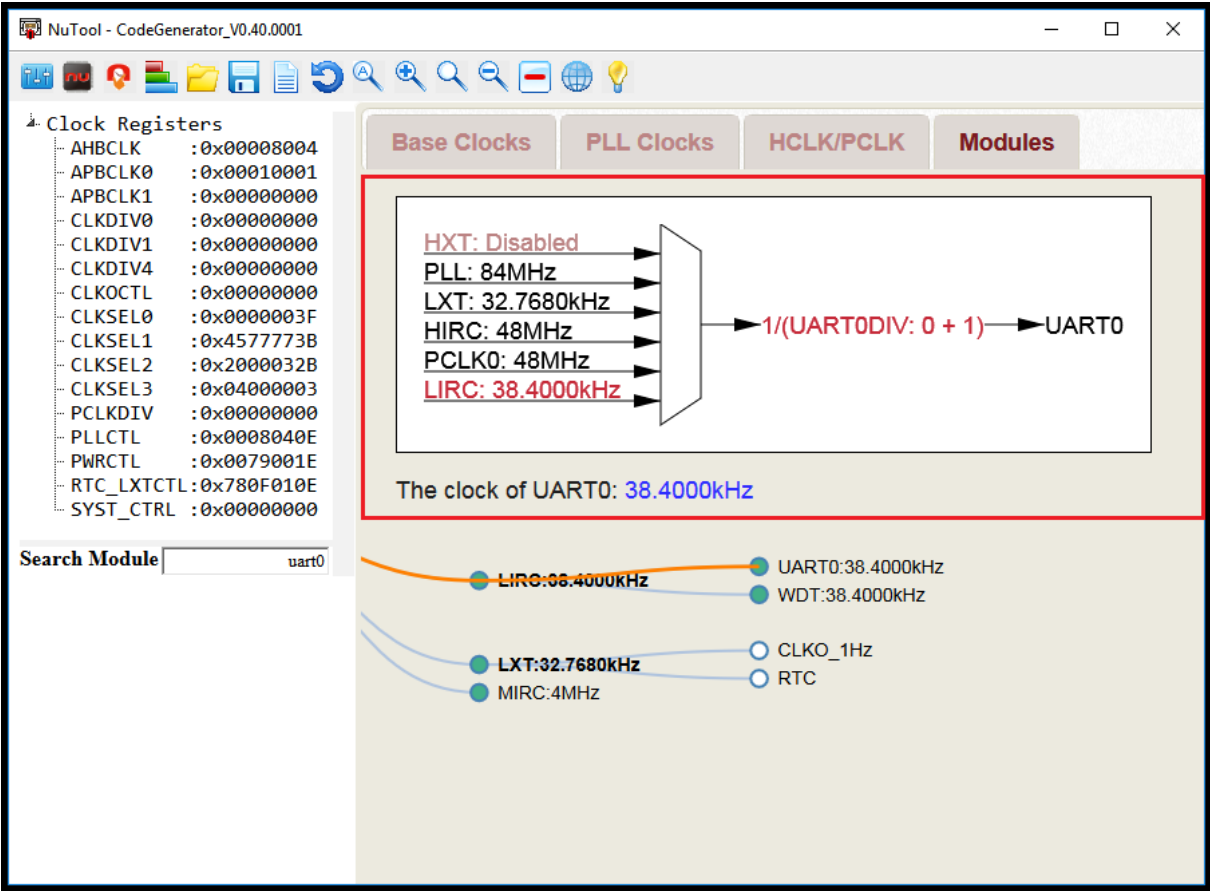 NuTool - CodeGenerator_V0.40.0001
Clock Registers
AHBCLK :0x00008004
APBCLK0 :0x00010001
APBCLK1 :0x00000000
CLKDIV0 :0x00000000
CLKDIV1 :0x00000000
CLKDIV4 :0x00000000
CLKOCTL :0x00000000
CLKSEL0 :0x0000003F
CLKSEL1 :0x4577773B
CLKSEL2 :0x2000032B
CLKSEL3 :0x04000003
PCLKDIV :0x00000000
PLLCTL :0x0008040E
PWRCTL :0x0079001E
RTC_LXTCTL:0x780F010E
SYST_CTRL :0x00000000
Search Module uart0
Base Clocks PLL Clocks HCLK/PCLK Modules
HXT: Disabled
PLL: 84MHz
LXT: 32.7680kHz
HIRC: 48MHz
PCLK0: 48MHz
LIRC: 38.4000kHz
1/(UART0DIV: 0 + 1) UART0
The clock of UART0: 38.4000kHz
LIRC:38.4000kHz
UART0:38.4000kHz
WDT:38.4000kHz
LXT:32.7680kHz
MIRC:4MHz
CLKO_1Hz
RTC